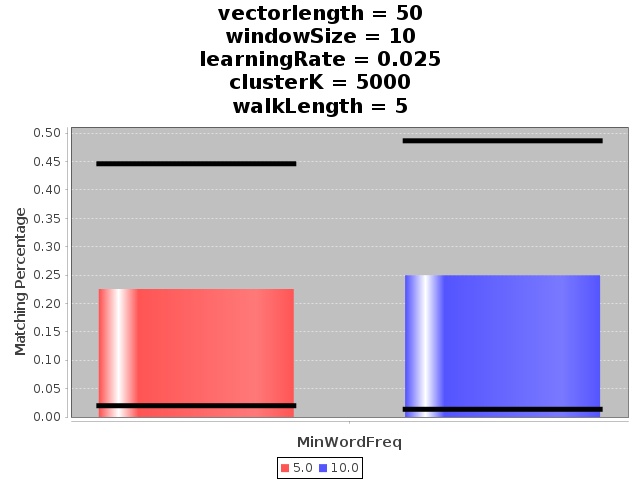 vectorlength = 50
windowSize = 10
learningRate = 0.025
clusterK = 5000
walkLength = 5
0.50
0.45
0.40
0.35
0.30
0.25
0.20
0.15
0.10
0.05
0.00
Matching Percentage
MinWordFreq
5.0 10.0